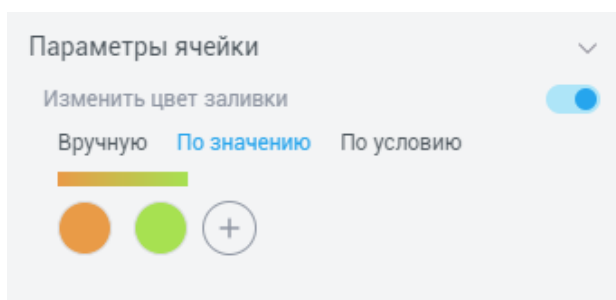 Параметры ячейки
Изменить цвет заливки
Вручную По значению По условию